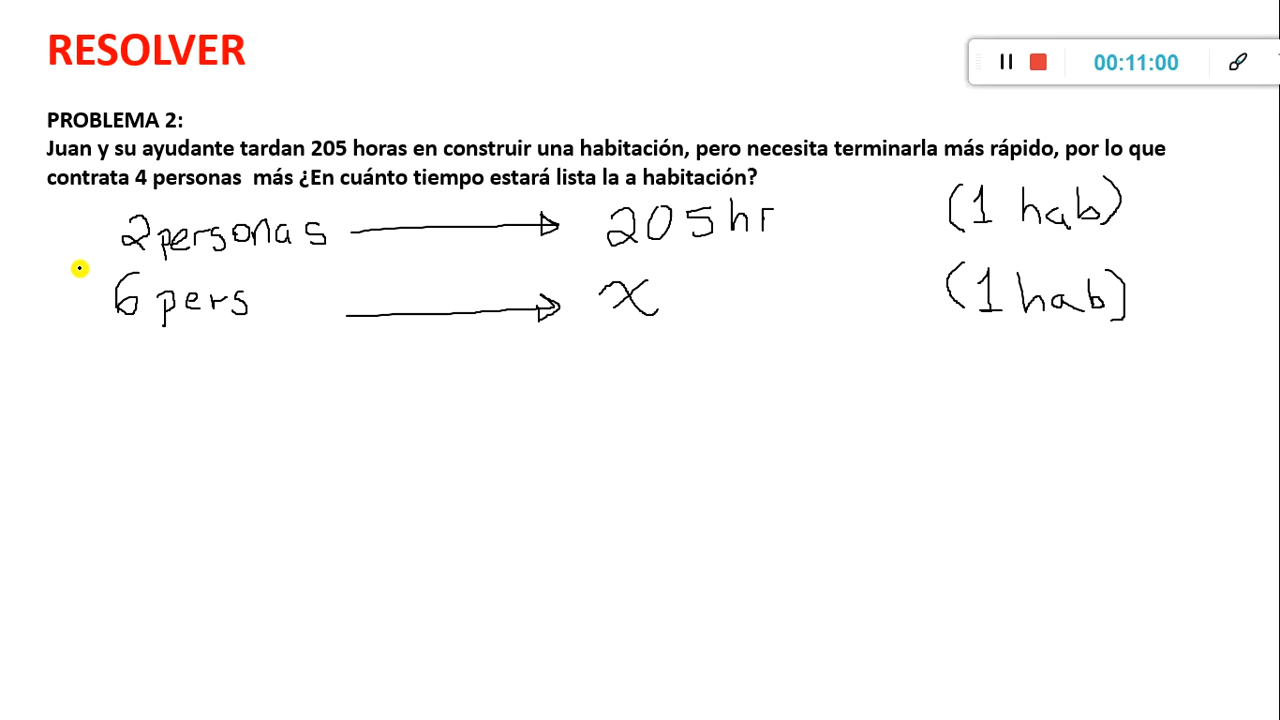 RESOLVER
00:11:00
PROBLEMA 2:
Juan y su ayudante tardan 205 horas en construir una habitación, pero necesita terminarla más rápido, por lo que
contrata 4 personas más ¿En cuánto tiempo estará lista la a habitación?
2personas 205hr (1 hab)
6 pers x (1 hab]